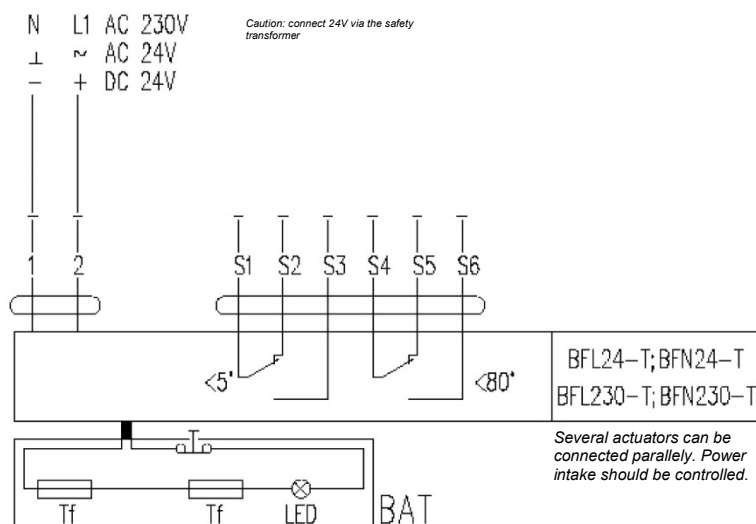 N L1 AC 230V
Caution: connect 24V via the safety
transformer
⊥ ~ AC 24V
− + DC 24V
1 2 S1 S2 S3 S4 S5 S6
<5° <80°
BFL24-T;BFN24-T
BFL230-T;BFN230-T
Several actuators can be
connected parallely. Power
intake should be controlled.
Tf Tf LED BAT